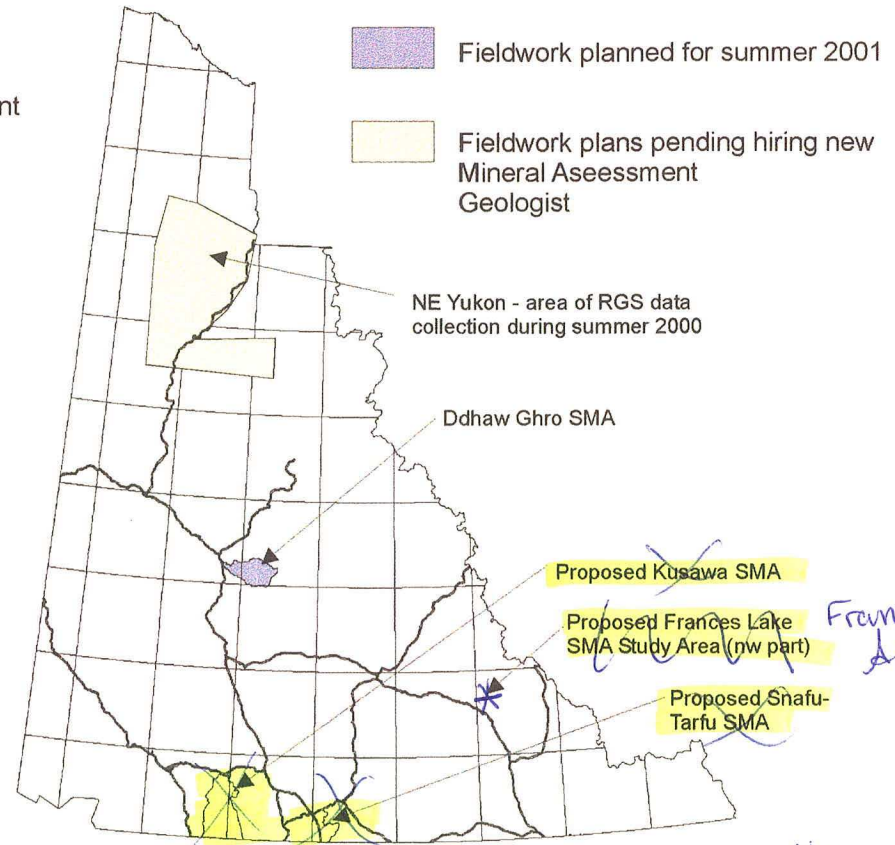 nt
Fieldwork planned for summer 2001
Fieldwork plans pending hiring new
Mineral Aseessment
Geologist
NE Yukon - area of RGS data
collection during summer 2000
Ddhaw Ghro SMA
Proposed Kusawa SMA
Proposed Frances Lake
SMA Study Area (nw part)
Proposed Snafu-
Tarfu SMA